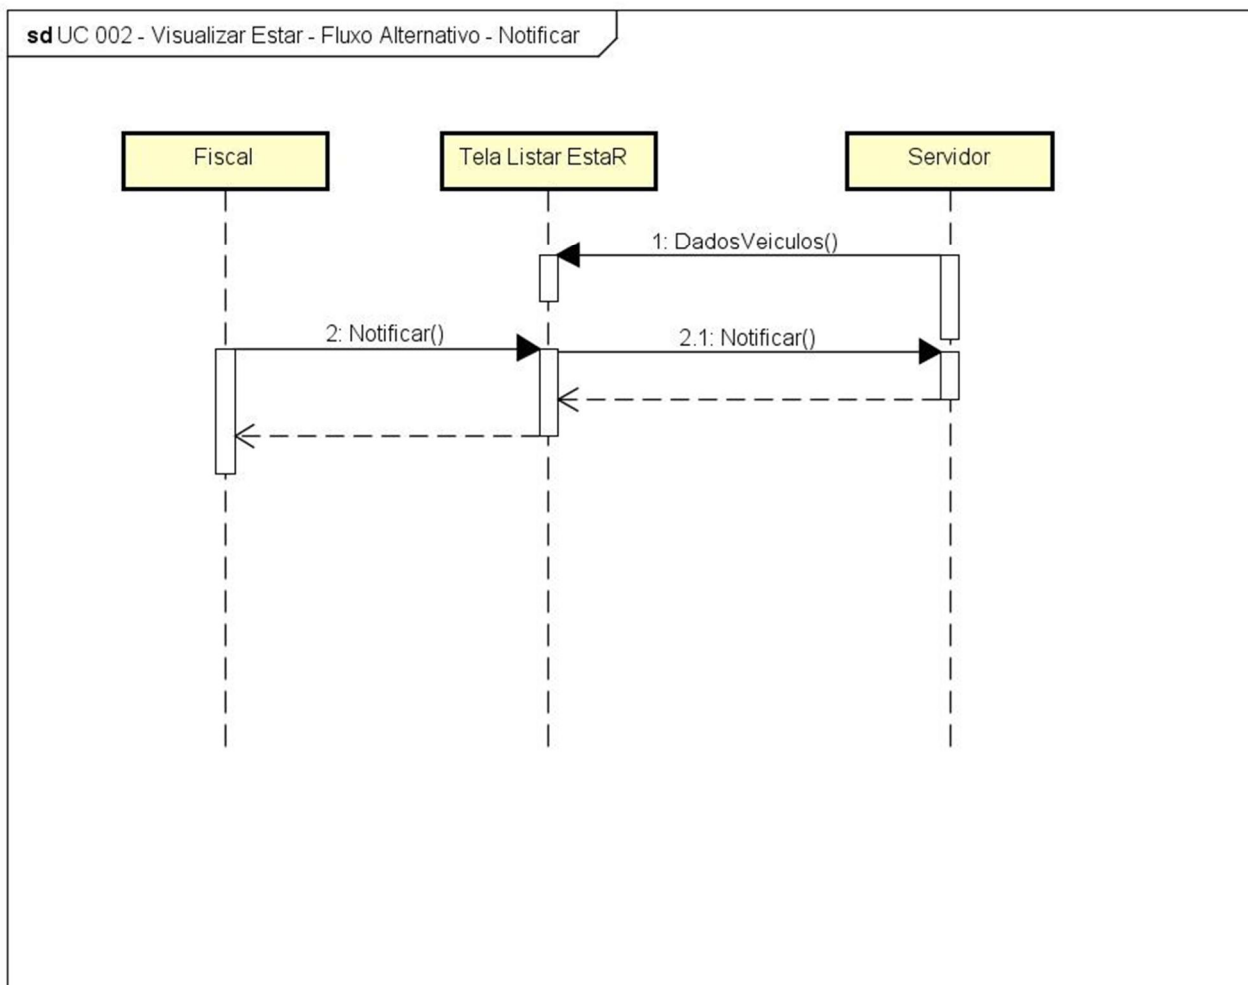 sd UC 002 - Visualizar Estar - Fluxo Alternativo - Notificar
Fiscal
Tela Listar EstaR
Servidor
1: DadosVeiculos()
2: Notificar()
2.1: Notificar()